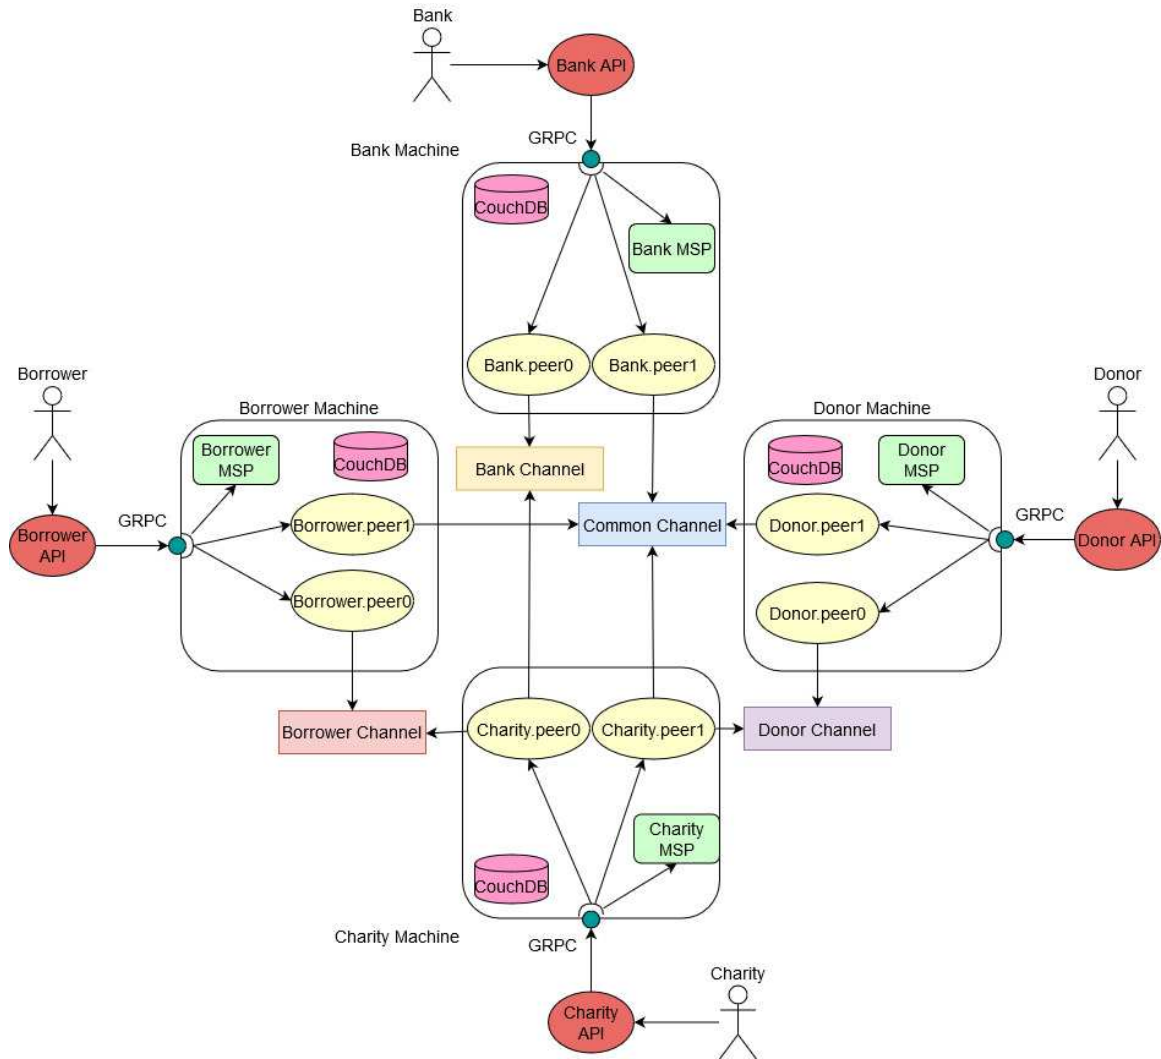 Bank
Bank API
GRPC
Bank Machine
CouchDB
Bank MSP
Bank.peer0
Bank.peer1
Borrower
Borrower Machine
Borrower
MSP
CouchDB
Borrower.peer1
GRPC
Borrower
API
Borrower.peer0
Bank Channel
Common Channel
Donor
Donor Machine
CouchDB
Donor
MSP
Donor.peer1
GRPC
Donor API
Donor.peer0
Borrower Channel
Charity.peer0
Charity.peer1
Donor Channel
Charity
MSP
CouchDB
Charity Machine
GRPC
Charity
Charity
API